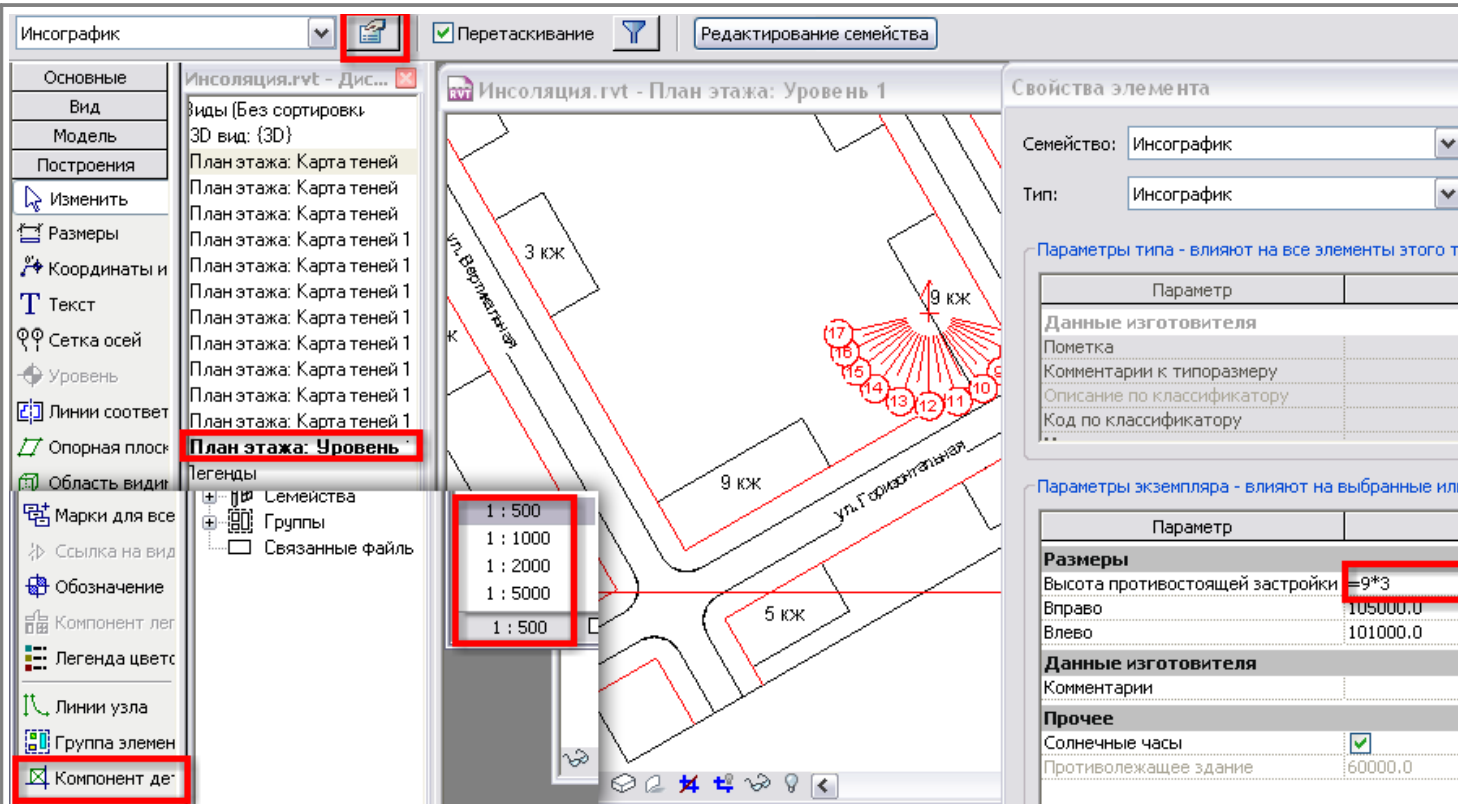 Инсографик
Перетаскивание
Редактирование семейства
Основные
Вид
Модель
Построения
Изменить
Размеры
Координаты и
Текст
Сетка осей
Уровень
Линии соответ
Опорная плоск
Область видим
Марки для все
Ссылка на вид
Обозначение
Компонент лег
Легенда цвето
Линии узла
Группа элемен
Компонент дет
Инсоляция.rvt - Дис...
Виды (Без сортировки
3D вид: {3D}
План этажа: Карта теней
План этажа: Карта теней
План этажа: Карта теней
План этажа: Карта теней 1
План этажа: Карта теней 1
План этажа: Карта теней 1
План этажа: Карта теней 1
План этажа: Карта теней 1
План этажа: Карта теней 1
План этажа: Карта теней 1
План этажа: Карта теней 1
План этажа: Уровень
Легенды
Семейства
Группы
Связанные файль
Инсоляция.rvt - План этажа: Уровень 1
3 кж
ул. Вертикальная
9 кж
17
16
15
14
13
12
11
10
9
9 кж
ул. Горизонтальная
5 кж
1 : 500
1 : 1000
1 : 2000
1 : 5000
1 : 500
Свойства элемента
Семейство: Инсографик
Тип: Инсографик
Параметры типа - влияют на все элементы этого т
Параметр
Данные изготовителя
Пометка
Комментарии к типоразмеру
Описание по классификатору
Код по классификатору
Параметры экземпляра - влияют на выбранные или
Параметр
Размеры
Высота противостоящей застройки =9*3
Вправо 105000.0
Влево 101000.0
Данные изготовителя
Комментарии
Прочее
Солнечные часы
Противолежащее здание 60000.0